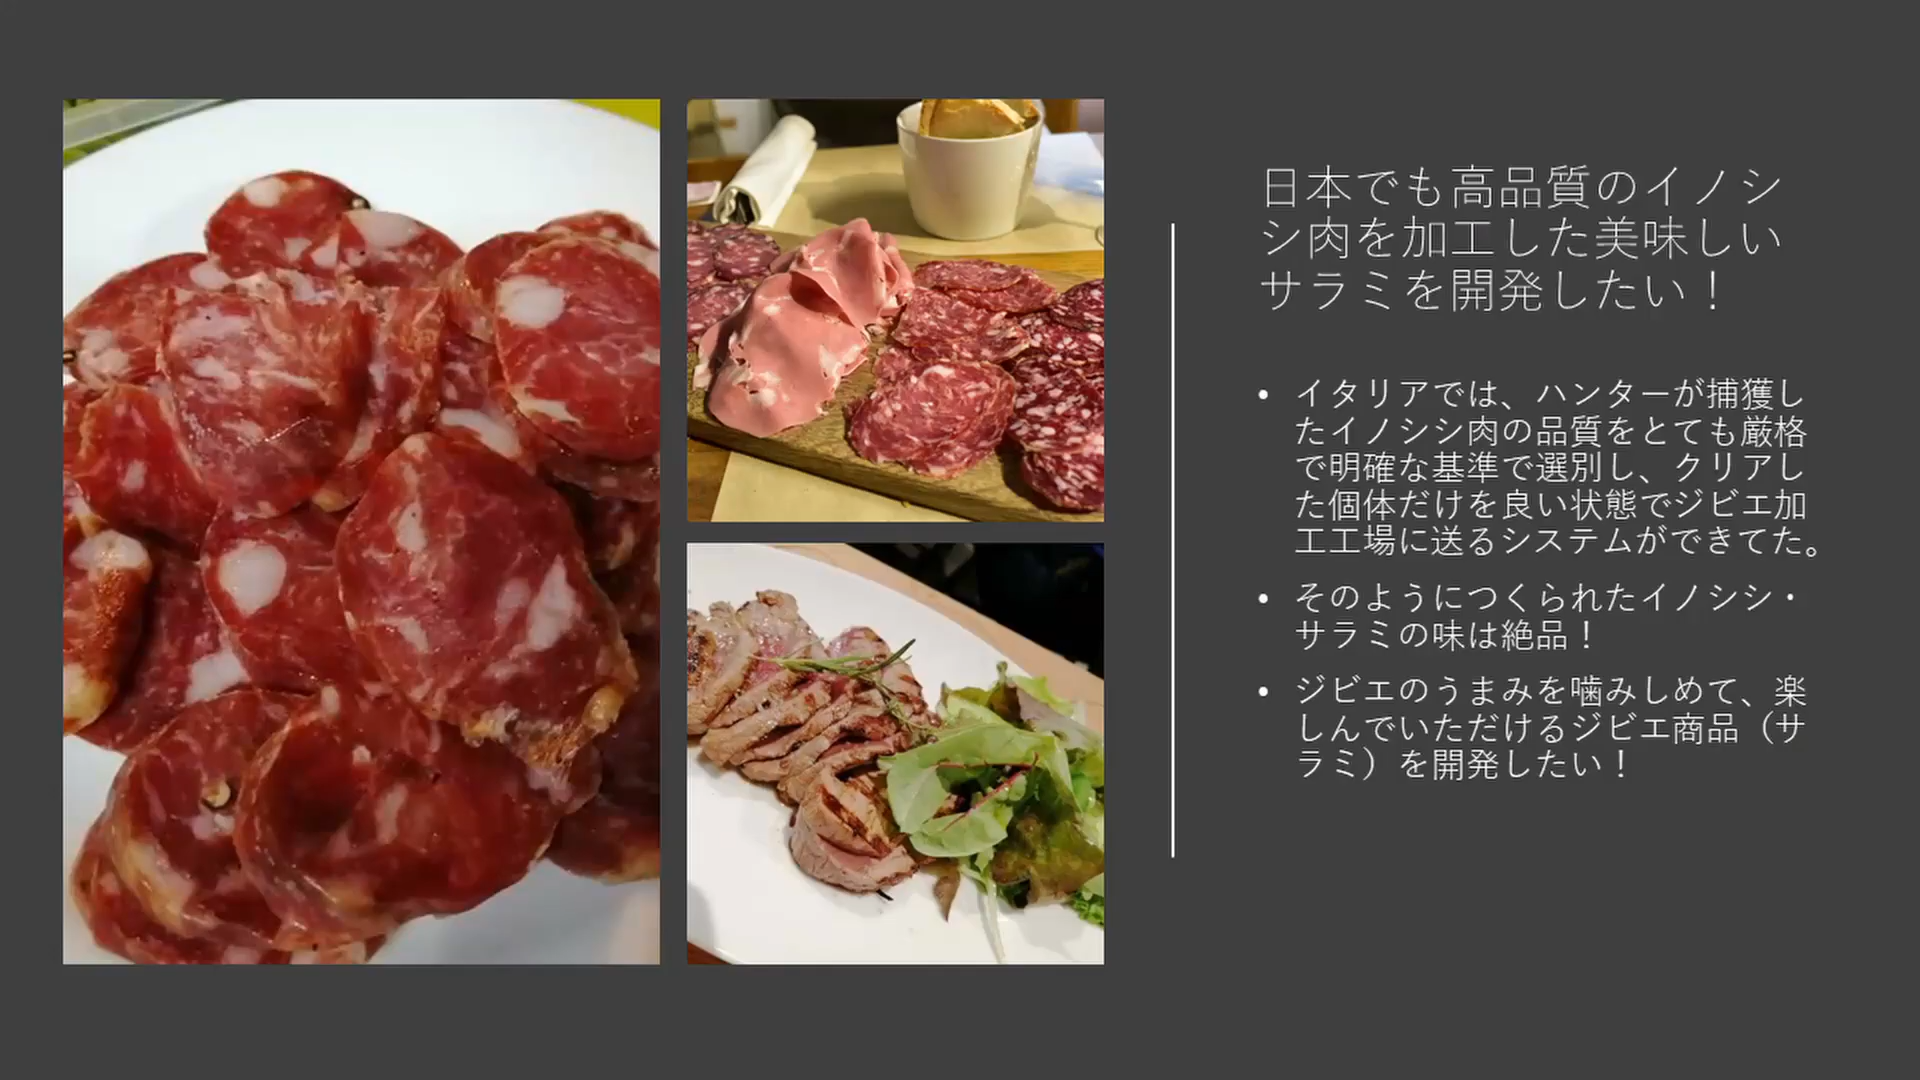 日本でも高品質のイノシ
シ肉を加工した美味しい
サラミを開発したい！
• イタリアでは、ハンターが捕獲し
たイノシシ肉の品質をとても厳格
で明確な基準で選別し、クリアし
た個体だけを良い状態でジビエ加
工工場に送るシステムができてた。
• そのようにつくられたイノシシ・
サラミの味は絶品！
• ジビエのうまみを噛みしめて、楽
しんでいただけるジビエ商品（サ
ラミ）を開発したい！